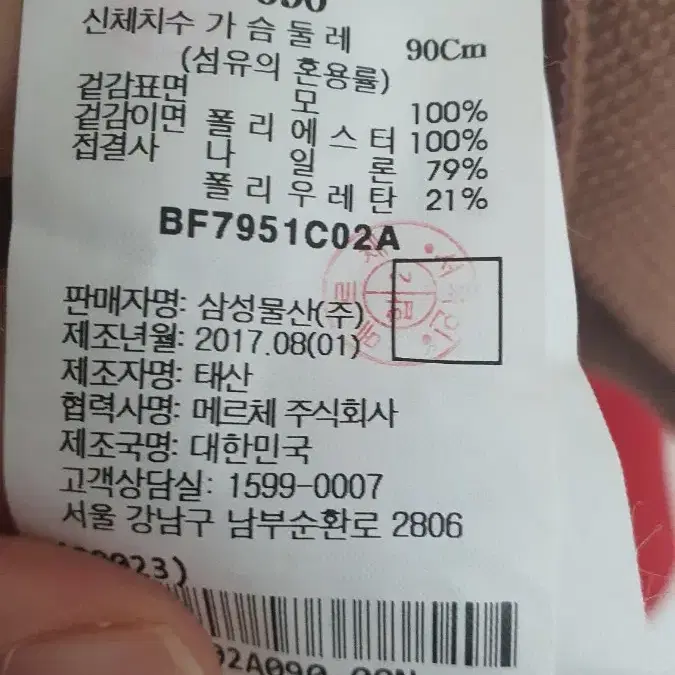 090
신체치수 가 슴 둘 레 90Cm
(섬유의 혼용률)
겉감표면 모 100%
겉감이면 폴 리 에 스 터 100%
접결사 나 일 론 79%
폴 리 우 레 탄 21%
BF7951C02A
판매자명: 삼성물산(주)
제조년월: 2017.08(01)
제조자명: 태산
협력사명: 메르체 주식회사
제조국명: 대한민국
고객상담실: 1599-0007
서울 강남구 남부순환로 2806